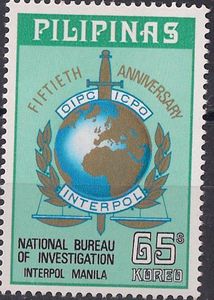 PILIPINAS
FIFTIETH ANNIVERSARY
OIPC ICPO
INTERPOL
NATIONAL BUREAU
OF INVESTIGATION
INTERPOL MANILA
65s
KOREO